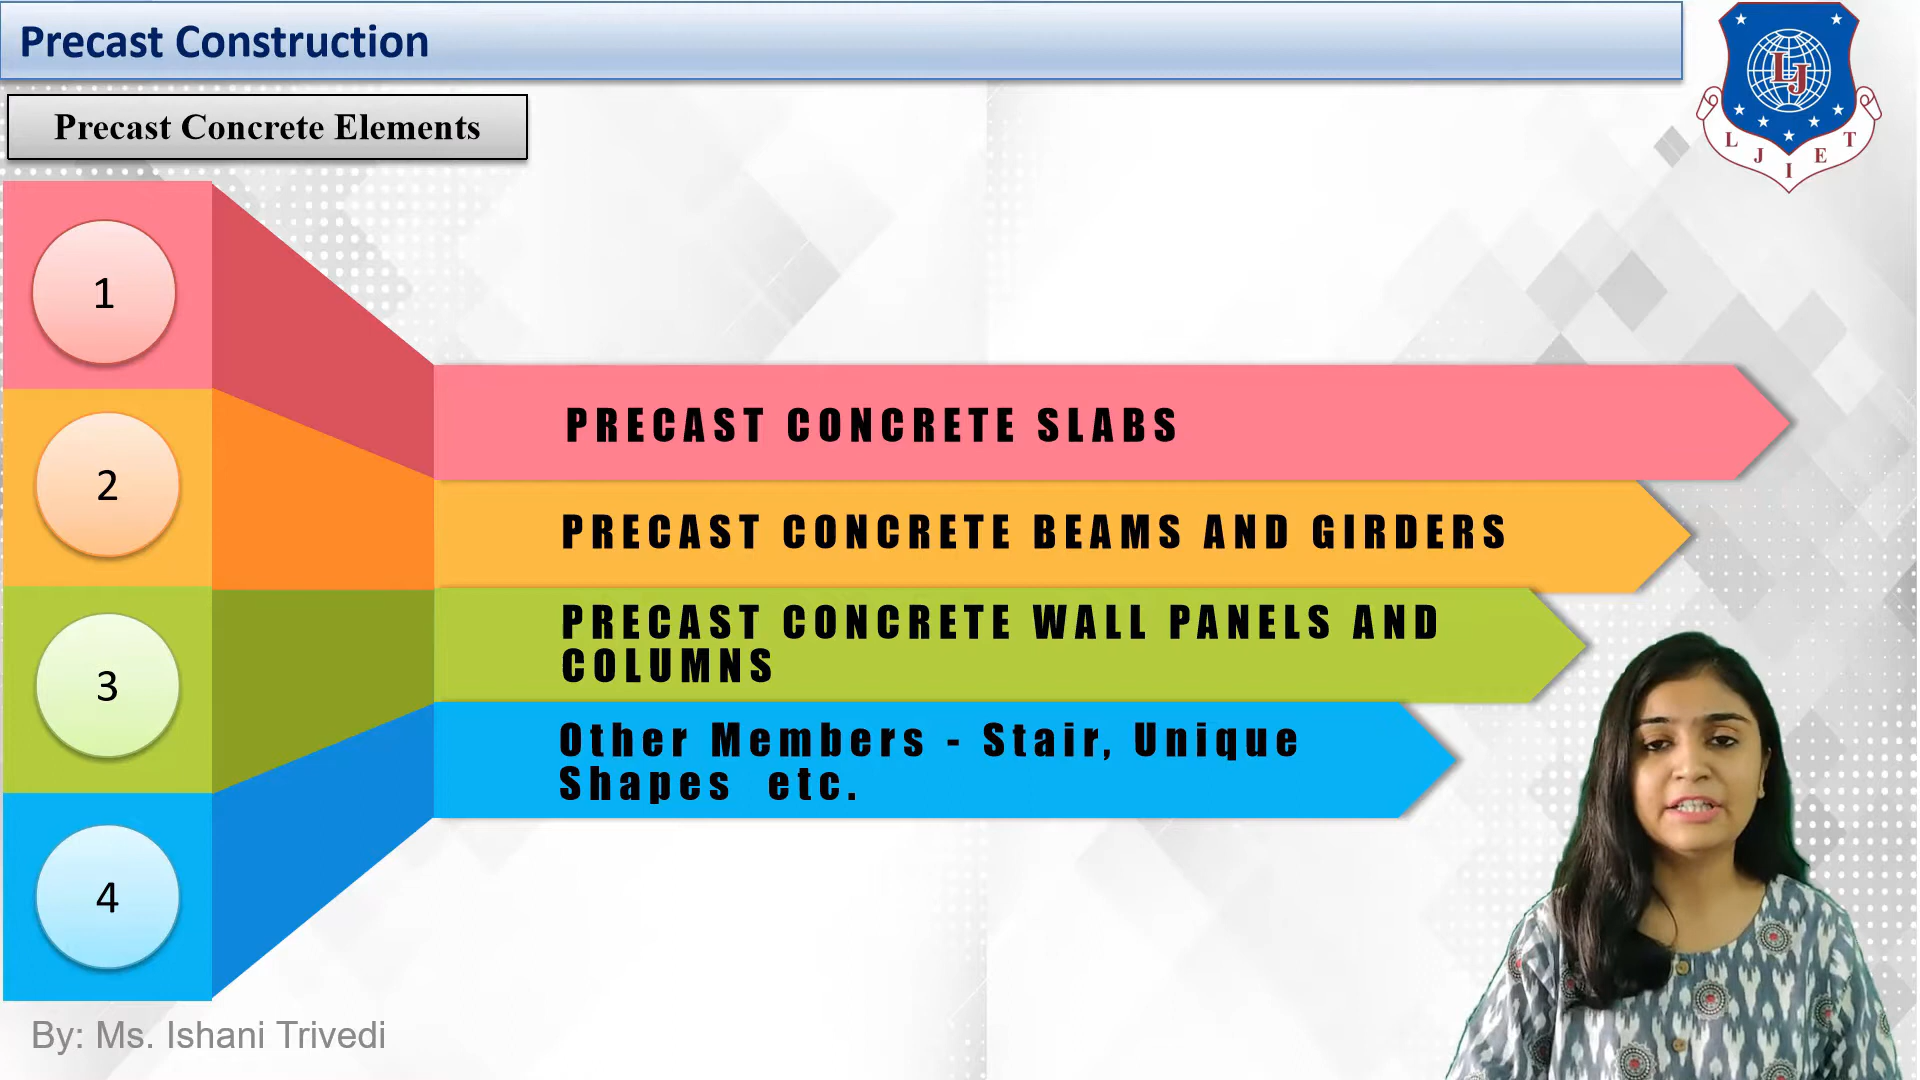 Precast Construction
Precast Concrete Elements
LJ
L J I E T
1
PRECAST CONCRETE SLABS
2
PRECAST CONCRETE BEAMS AND GIRDERS
3
PRECAST CONCRETE WALL PANELS AND
COLUMNS
4
Other Members - Stair, Unique
Shapes etc.
By: Ms. Ishani Trivedi